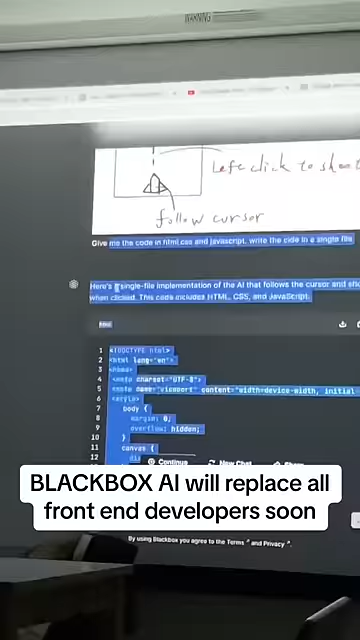 WARNING
Left click to shoot
follow cursor
Give me the code in html css and javascript, write the code in a single file
Here's a single-file implementation of the AI that follows the cursor and
when clicked. This code includes HTML, CSS, and JavaScript.
html
1 <!DOCTYPE html>
2 <html lang="en">
3 <head>
4 <meta charset="UTF-8">
5 <meta name="viewport" content="width=device-width, initial
6 <style>
7 body {
8 margin: 0;
9 overflow: hidden;
10 }
11 canvas {
12
Continue New Chat Share
BLACKBOX AI will replace all
front end developers soon
By using Blackbox you agree to the Terms and Privacy.